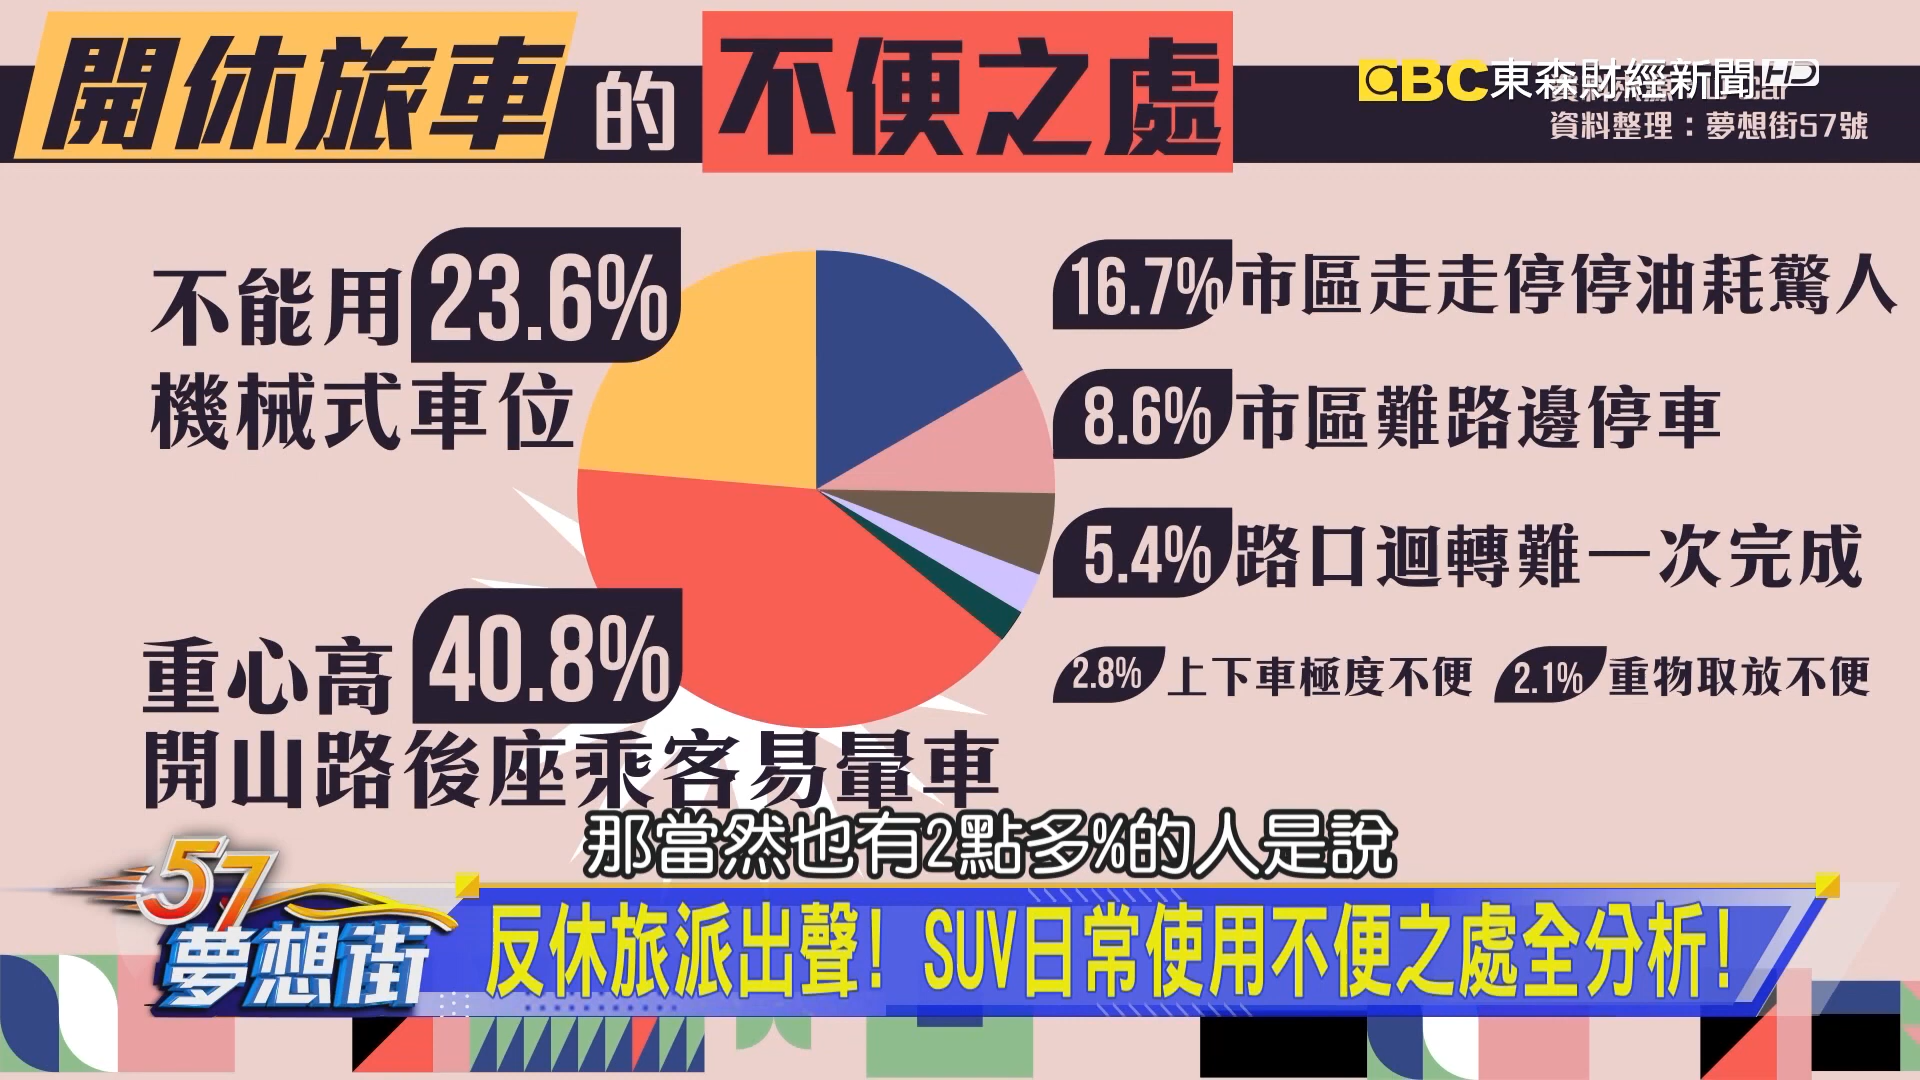 開休旅車的不便之處
EBC東森財經新聞HD
資料整理：夢想街57號
不能用23.6%
機械式車位
16.7%市區走走停停油耗驚人
8.6%市區難路邊停車
5.4%路口迴轉難一次完成
2.8%上下車極度不便 2.1%重物取放不便
重心高40.8%
開山路後座乘客易暈車
那當然也有2點多%的人是說
57夢想街
反休旅派出聲! SUV日常使用不便之處全分析!